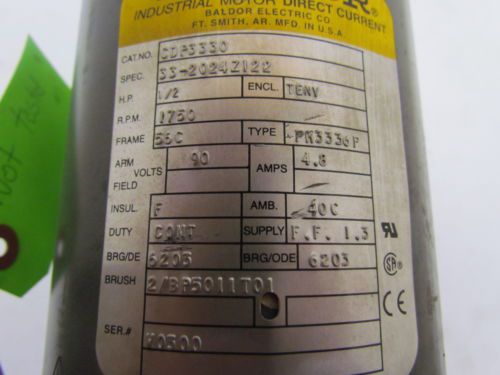 INDUSTRIAL MOTOR DIRECT CURRENT
BALDOR ELECTRIC CO
FT. SMITH, AR. MFD. IN U.S.A.
CAT.NO. CDP3330
SPEC. 33-2024Z122
H.P. 1/2 ENCL. TENV
R.P.M. 1750
FRAME 56C TYPE PM3336P
ARM VOLTS 90 AMPS 4.8
FIELD
INSUL. F AMB. 40C
DUTY CONT SUPPLY F.F. 1.3
BRG/DE 6203 BRG/ODE 6203
BRUSH 2/BP5011T01
SER.# W0300